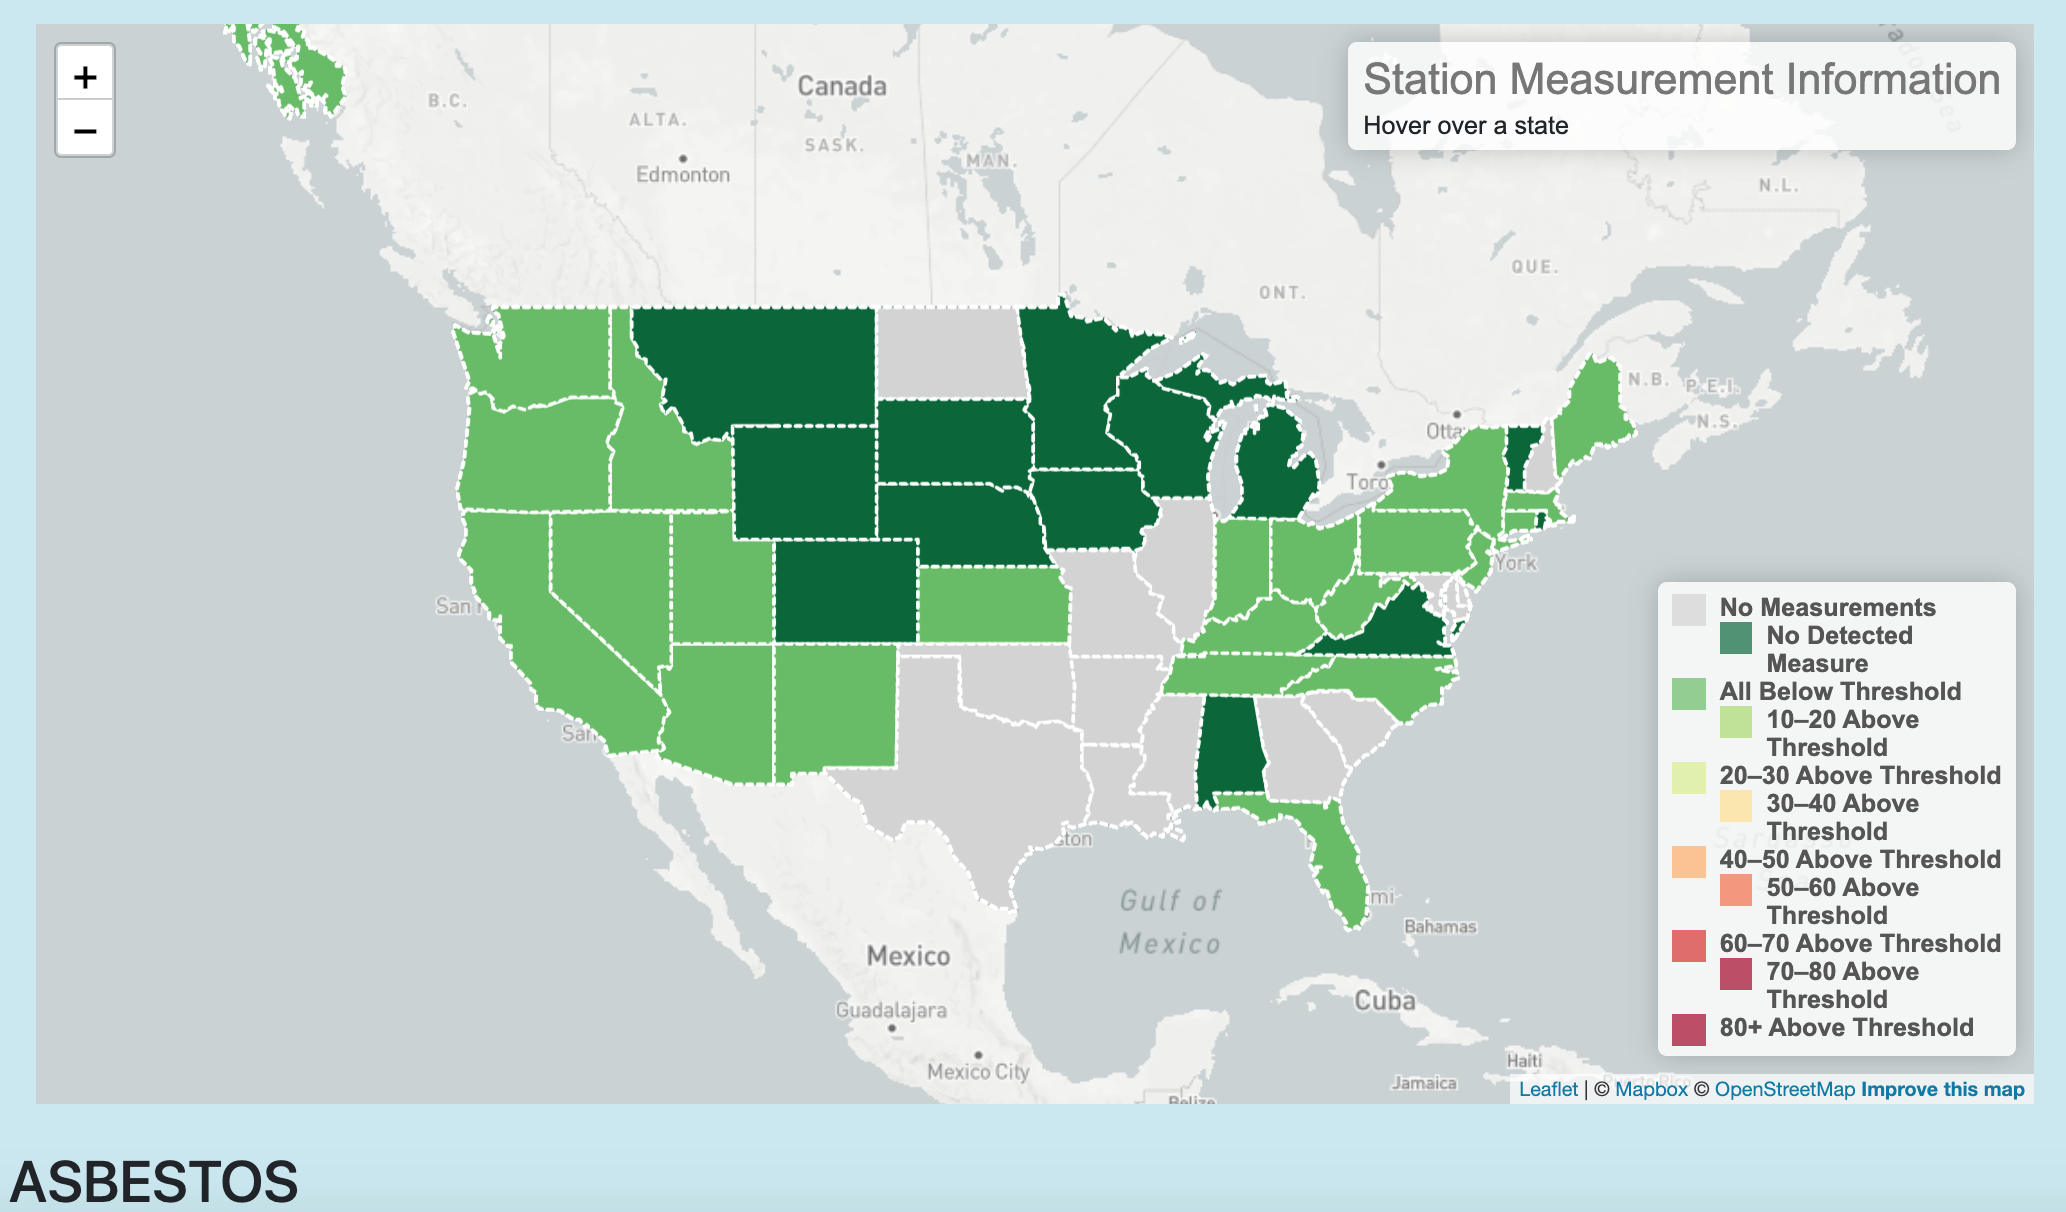 +
−
Station Measurement Information
Hover over a state
Canada
B.C.
ALTA.
SASK.
MAN.
Edmonton
N.L.
QUE.
ONT.
N.B.
P.E.I.
N.S.
Otta
Toro
York
San
San
ston
mi
Gulf of
Mexico
Bahamas
Mexico
Guadalajara
Mexico City
Cuba
Haiti
Jamaica
Puerto Rico
Belize
No Measurements
No Detected
Measure
All Below Threshold
10–20 Above
Threshold
20–30 Above Threshold
30–40 Above
Threshold
40–50 Above Threshold
50–60 Above
Threshold
60–70 Above Threshold
70–80 Above
Threshold
80+ Above Threshold
Leaflet | © Mapbox © OpenStreetMap Improve this map
ASBESTOS